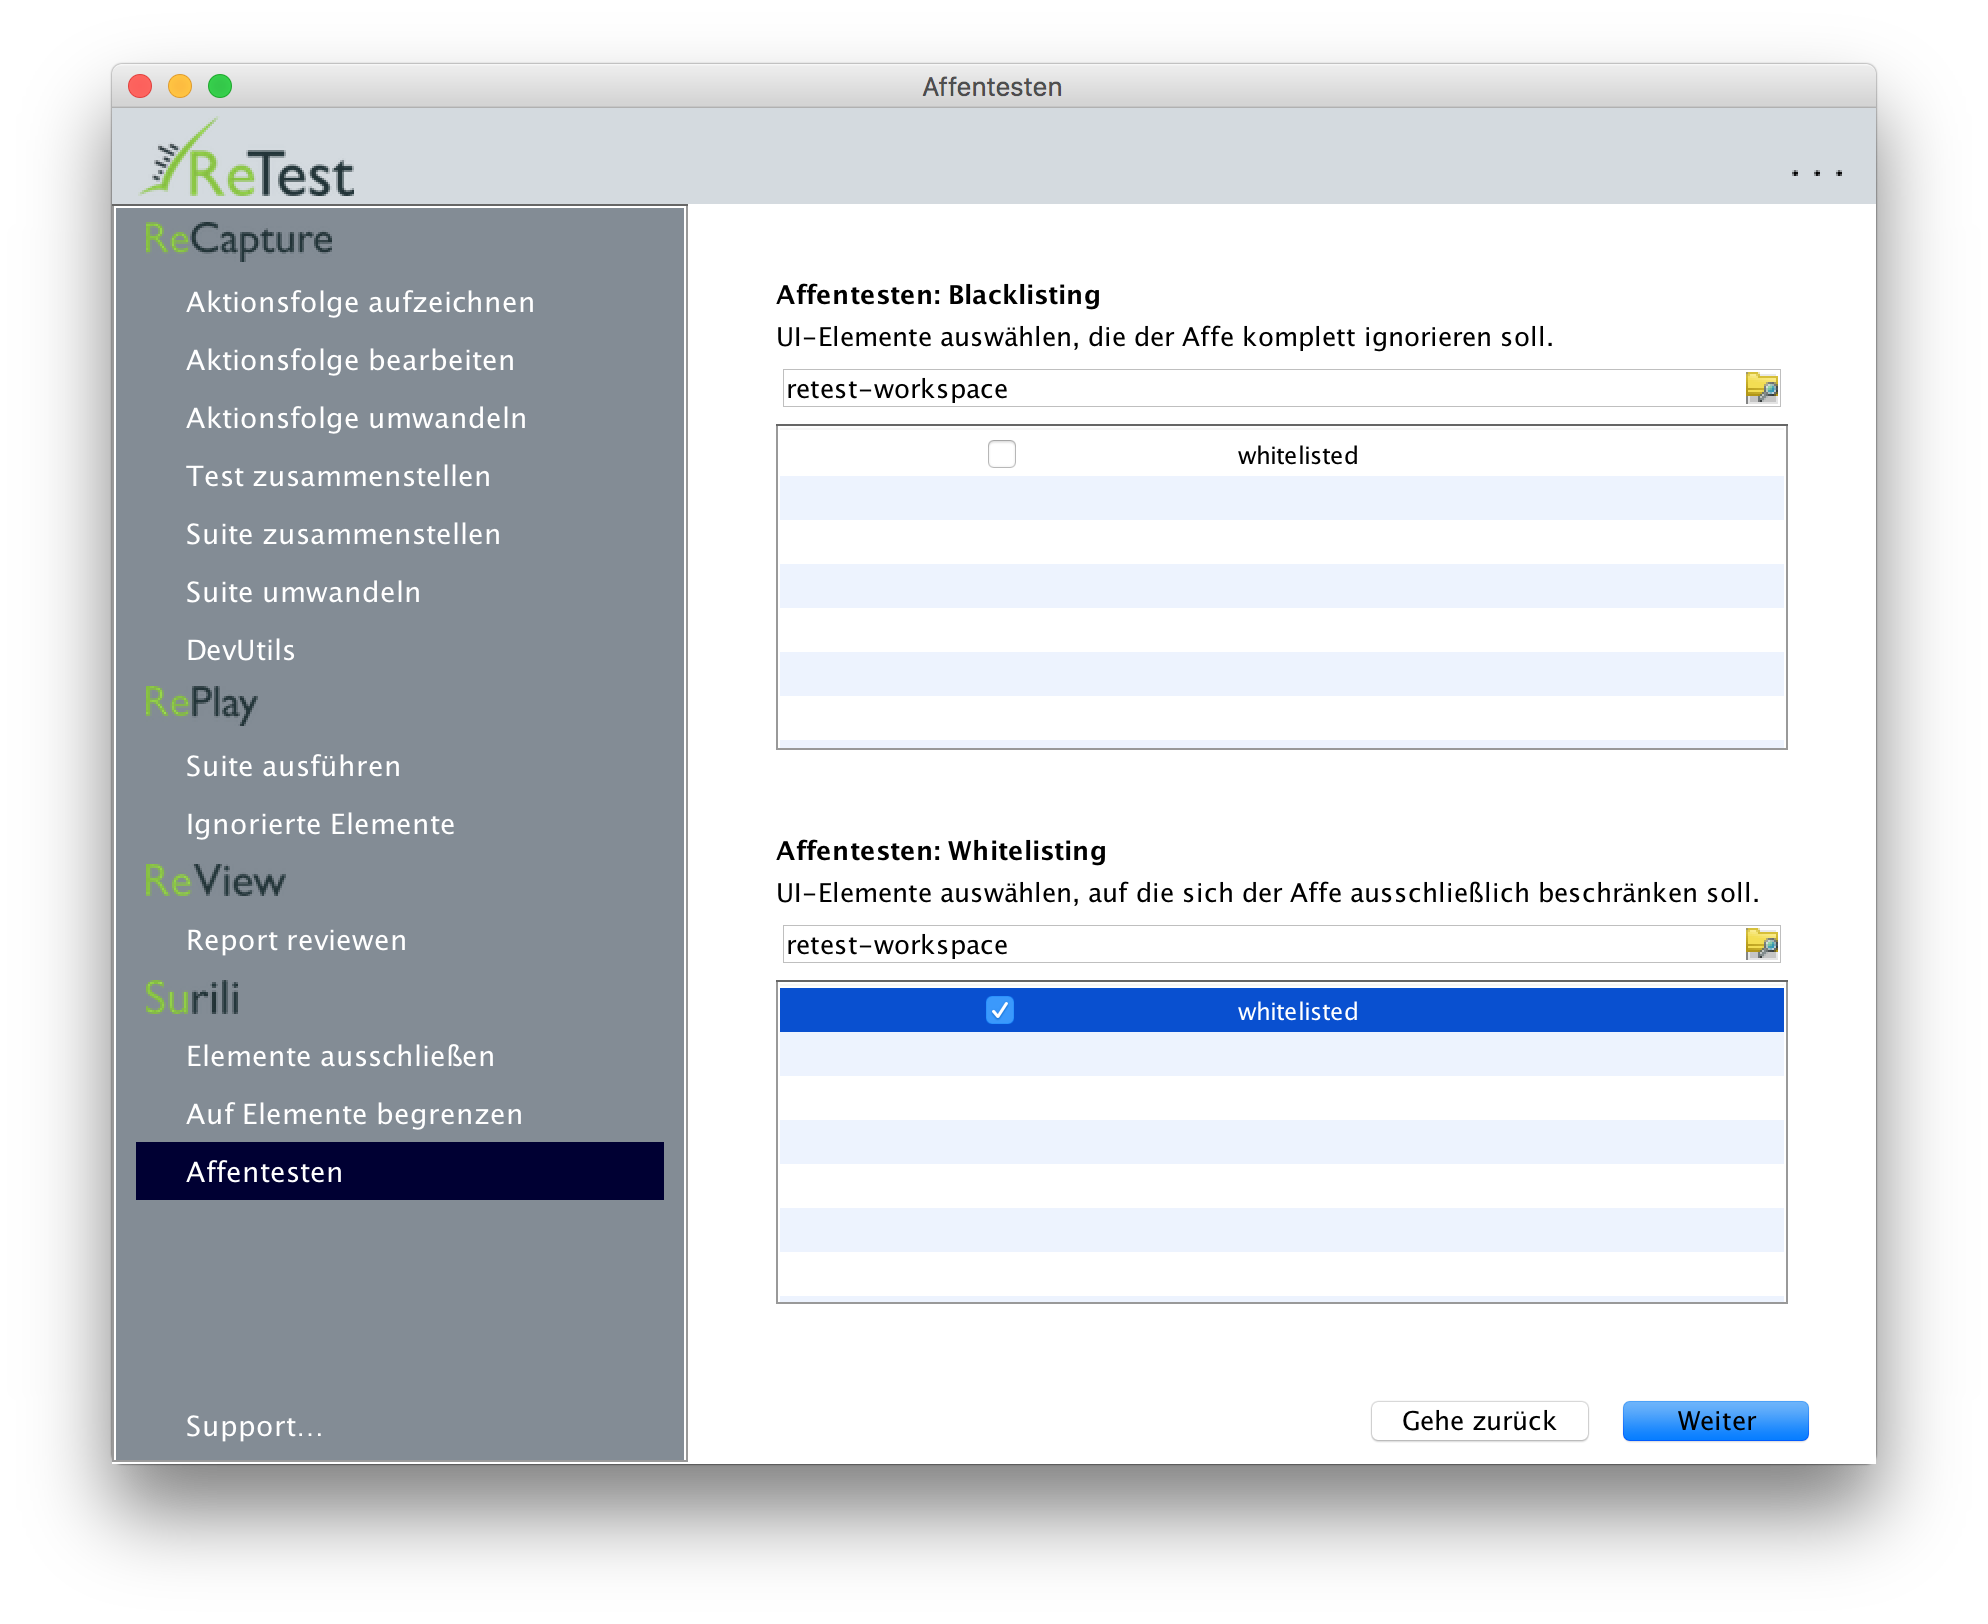 Affentesten
ReTest
...
ReCapture
Aktionsfolge aufzeichnen
Aktionsfolge bearbeiten
Aktionsfolge umwandeln
Test zusammenstellen
Suite zusammenstellen
Suite umwandeln
DevUtils
RePlay
Suite ausführen
Ignorierte Elemente
ReView
Report reviewen
Surili
Elemente ausschließen
Auf Elemente begrenzen
Affentesten
Support...
Affentesten: Blacklisting
UI-Elemente auswählen, die der Affe komplett ignorieren soll.
retest-workspace
whitelisted
Affentesten: Whitelisting
UI-Elemente auswählen, auf die sich der Affe ausschließlich beschränken soll.
retest-workspace
whitelisted
Gehe zurück
Weiter